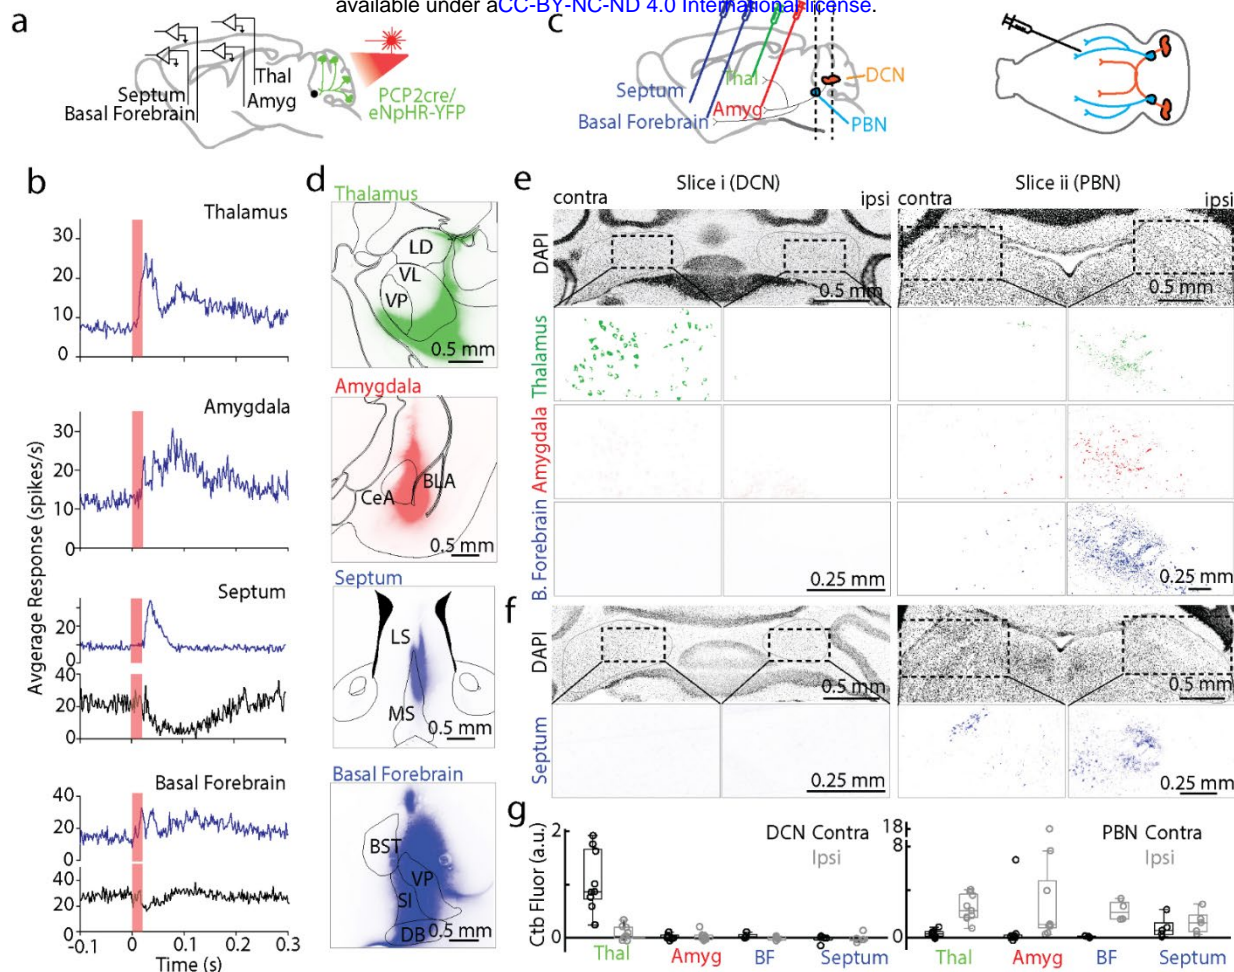 available under aCC-BY-NC-ND 4.0 International license.
a
Thal
Septum
Amyg
Basal Forebrain
PCP2cre/
eNpHR-YFP
c
Thal
DCN
Septum
Amyg
Basal Forebrain
PBN
b
Avgerage Response (spikes/s)
Thalamus
30
20
10
0
Amygdala
30
20
10
0
Septum
20
0
40
20
0
Basal Forebrain
40
20
0
40
20
0
-0.1
0
0.1
0.2
0.3
Time (s)
d
Thalamus
LD
VL
VP
0.5 mm
Amygdala
BLA
CeA
0.5 mm
Septum
LS
MS
0.5 mm
Basal Forebrain
BST
VP
SI
DB
0.5 mm
e
Slice i (DCN)
contra
ipsi
Slice ii (PBN)
contra
ipsi
DAPI
0.5 mm
0.5 mm
Thalamus
Amygdala
B. Forebrain
0.25 mm
0.25 mm
f
DAPI
0.5 mm
0.5 mm
Septum
0.25 mm
0.25 mm
g
Ctb Fluor (a.u.)
2
0
DCN Contra
Ipsi
Thal
Amyg
BF
Septum
18
8
0
PBN Contra
Ipsi
Thal
Amyg
BF
Septum